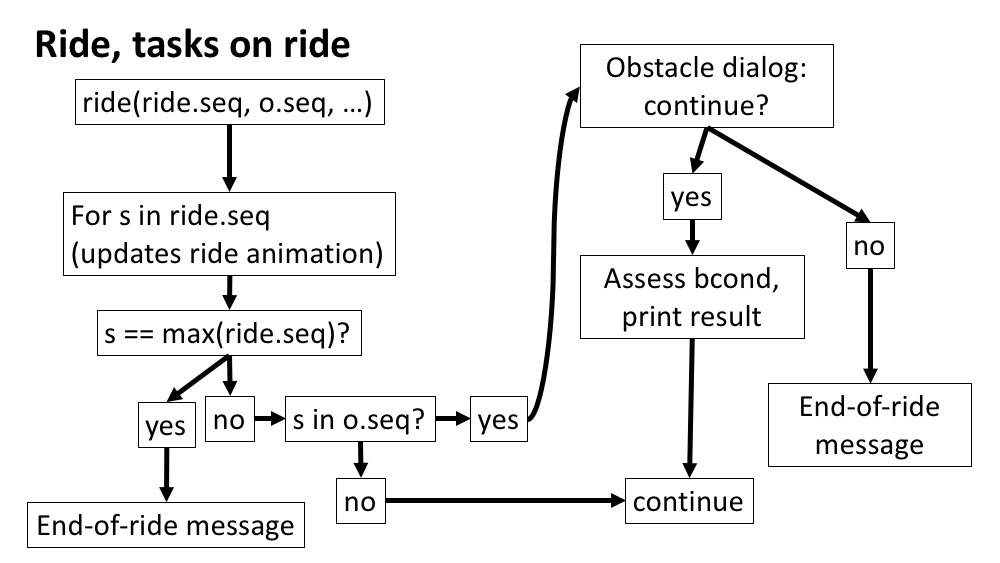 Ride, tasks on ride
ride(ride.seq, o.seq, ...)
For s in ride.seq
(updates ride animation)
s == max(ride.seq)?
yes
no
s in o.seq?
yes
no
End-of-ride message
Obstacle dialog:
continue?
yes
no
Assess bcond,
print result
End-of-ride
message
continue